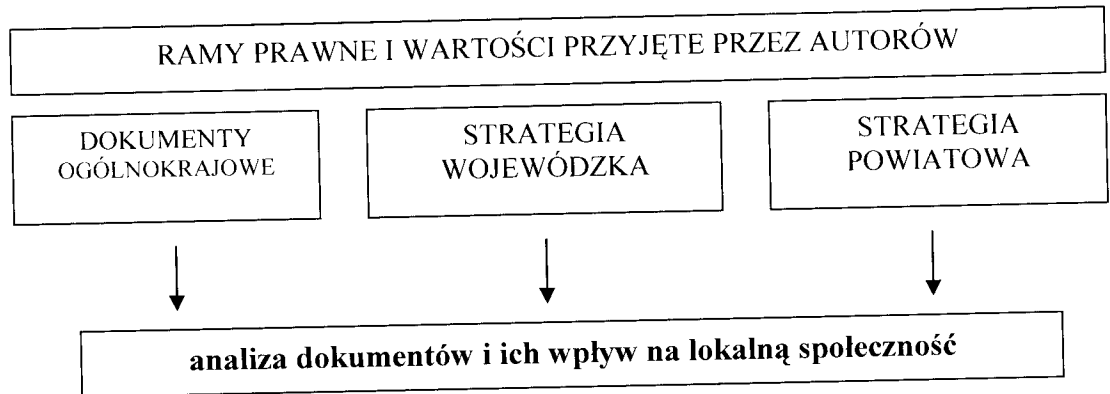 RAMY PRAWNE I WARTOŚCI PRZYJĘTE PRZEZ AUTORÓW
DOKUMENTY
OGÓLNOKRAJOWE
STRATEGIA
WOJEWÓDZKA
STRATEGIA
POWIATOWA
analiza dokumentów i ich wpływ na lokalną społeczność